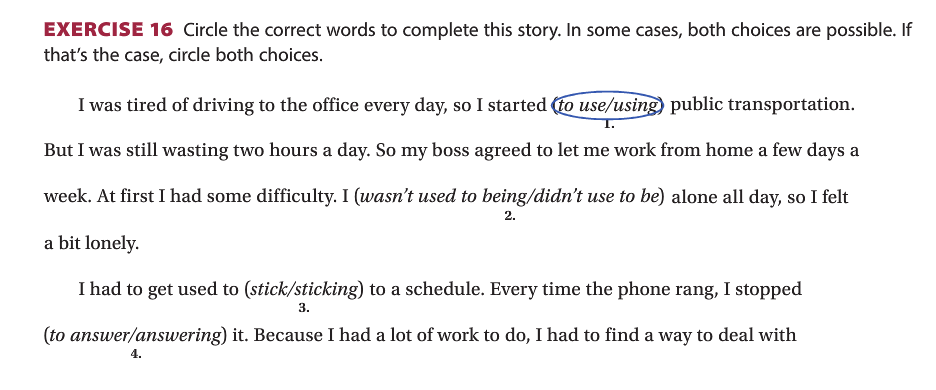 EXERCISE 16 Circle the correct words to complete this story. In some cases, both choices are possible. If
that's the case, circle both choices.
I was tired of driving to the office every day, so I started (to use/using) public transportation.
1.
But I was still wasting two hours a day. So my boss agreed to let me work from home a few days a
week. At first I had some difficulty. I (wasn't used to being/didn't use to be) alone all day, so I felt
2.
a bit lonely.
I had to get used to (stick/sticking) to a schedule. Every time the phone rang, I stopped
3.
(to answer/answering) it. Because I had a lot of work to do, I had to find a way to deal with
4.